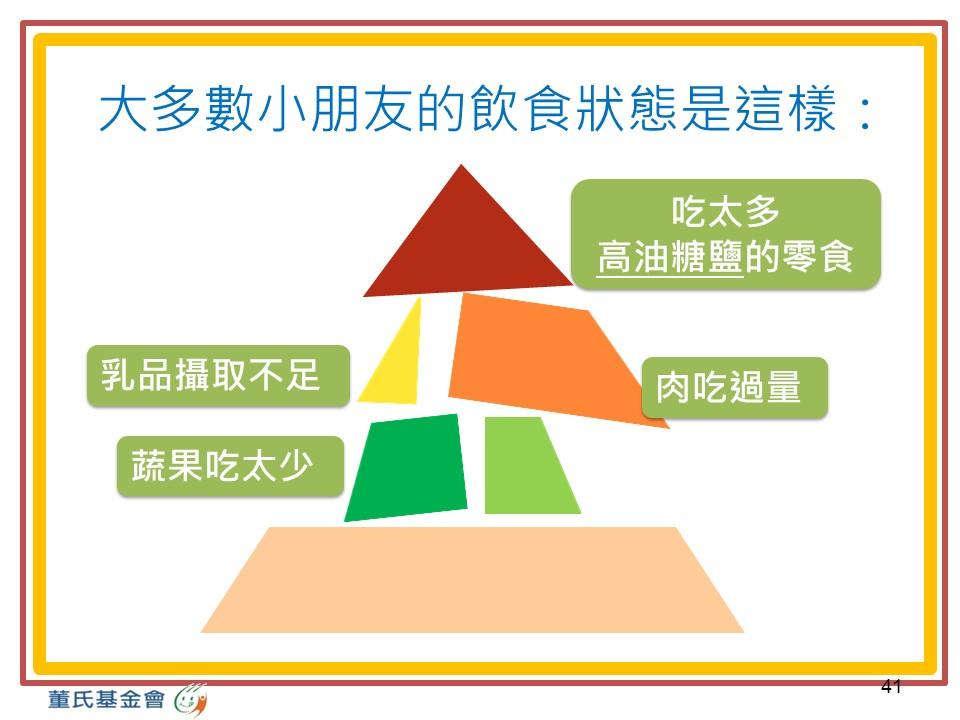 大多數小朋友的飲食狀態是這樣：
吃太多
高油糖鹽的零食
乳品攝取不足
肉吃過量
蔬果吃太少
董氏基金會
41